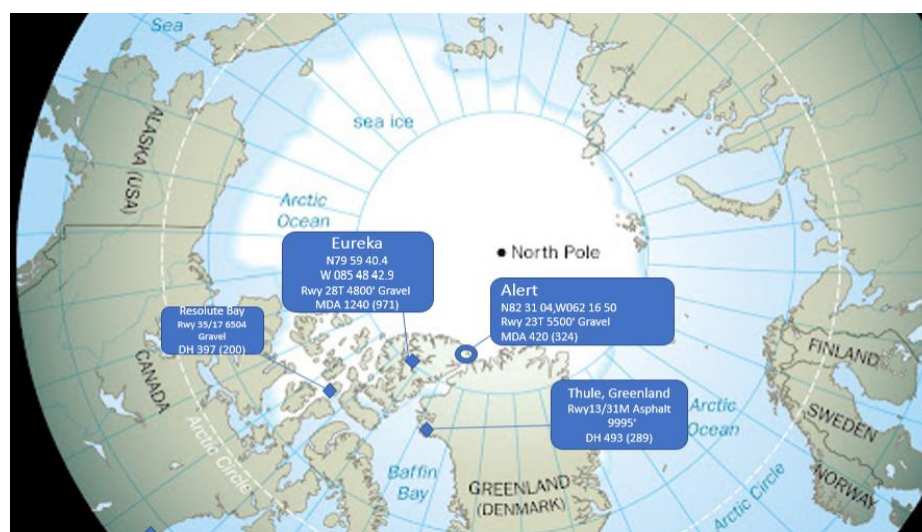 Sea
ALASKA
(USA)
sea ice
Arctic
Ocean
North Pole
Eureka
N79 59 40.4
W 085 48 42.9
Rwy 28T 4800' Gravel
MDA 1240 (971)
Alert
N82 31 04,W062 16 50
Rwy 23T 5500' Gravel
MDA 420 (324)
Resolute Bay
Rwy 35/17 6504
Gravel
DH 397 (200)
CANADA
Arctic Circle
Thule, Greenland
Rwy13/31M Asphalt
9995'
DH 493 (289)
Baffin
Bay
GREENLAND
(DENMARK)
Arctic
Ocean
Arctic Circle
FINLAND
SWEDEN
NORWAY